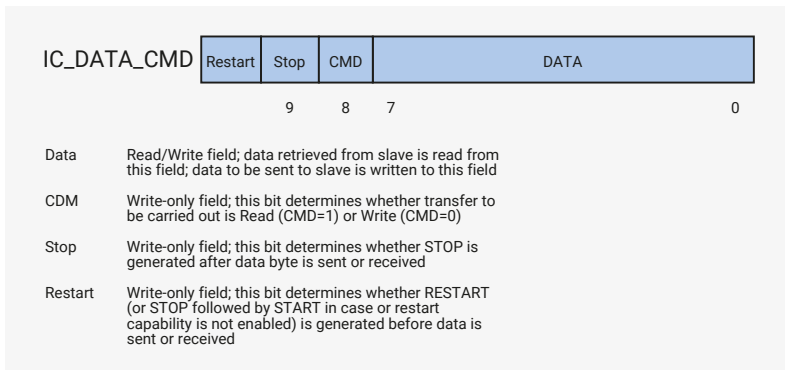 IC_DATA_CMD Restart Stop CMD DATA
9 8 7 0
Data Read/Write field; data retrieved from slave is read from
this field; data to be sent to slave is written to this field
CDM Write-only field; this bit determines whether transfer to
be carried out is Read (CMD=1) or Write (CMD=0)
Stop Write-only field; this bit determines whether STOP is
generated after data byte is sent or received
Restart Write-only field; this bit determines whether RESTART
(or STOP followed by START in case or restart
capability is not enabled) is generated before data is
sent or received